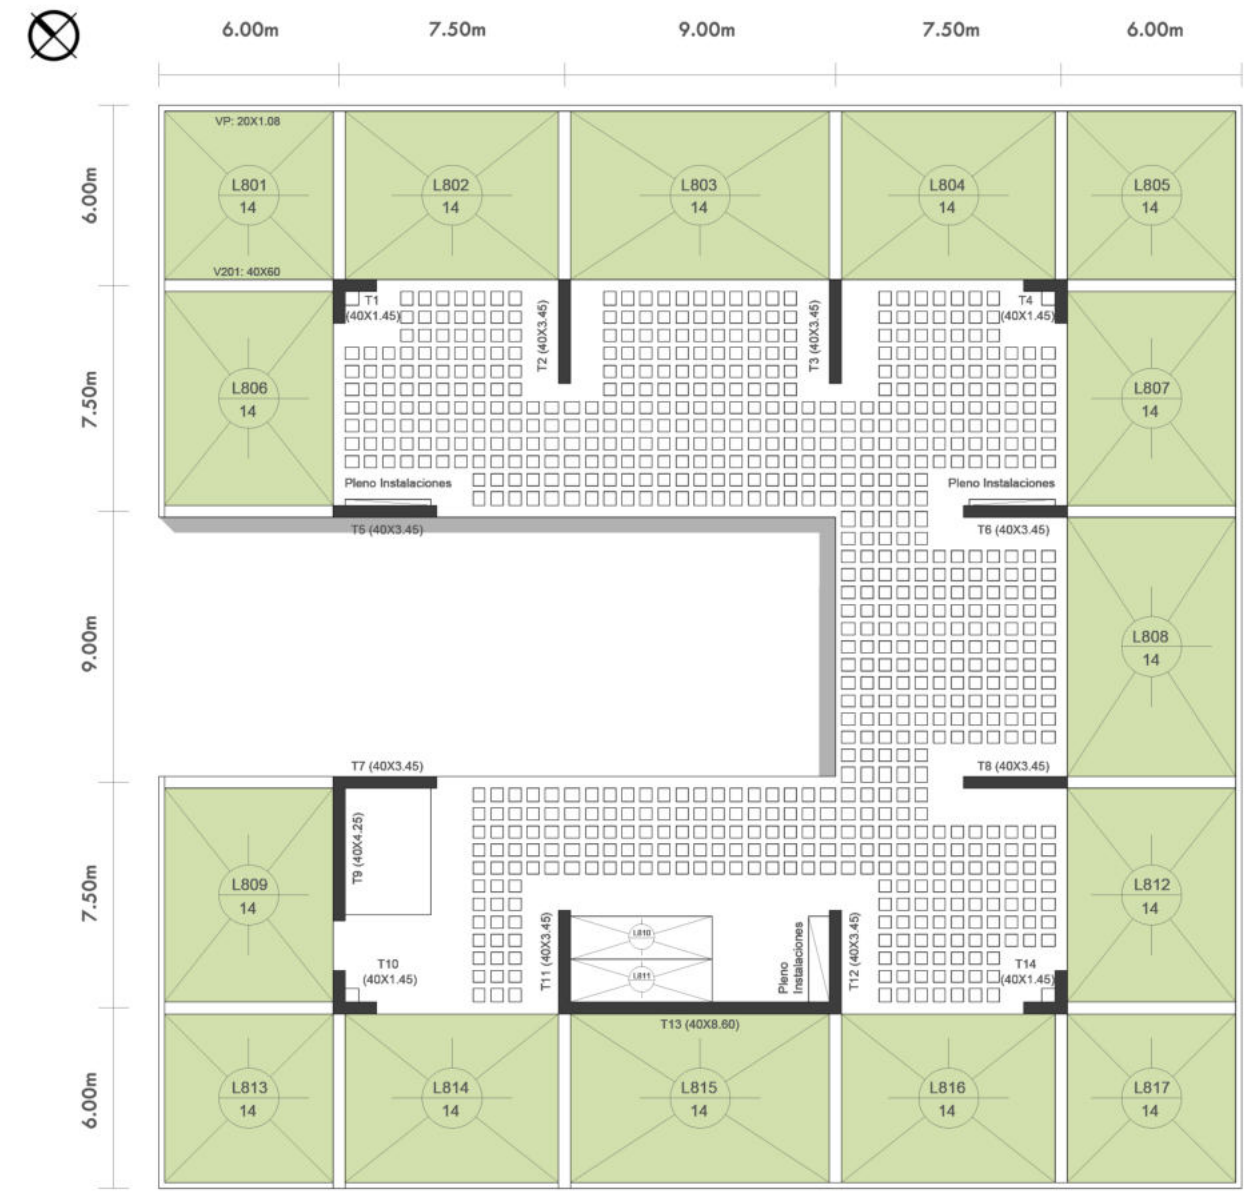 6.00m 7.50m 9.00m 7.50m 6.00m
VP: 20X1.08
6.00m
L801
14
L802
14
L803
14
L804
14
L805
14
V201: 40X60
T1
(40X1.45)
T2 (40X3.45)
T3 (40X3.45)
T4
(40X1.45)
7.50m
L806
14
L807
14
Pleno Instalaciones
Pleno Instalaciones
T5 (40X3.45)
T6 (40X3.45)
9.00m
L808
14
T7 (40X3.45)
T8 (40X3.45)
T9 (40X4.25)
7.50m
L809
14
L812
14
L810
L811
T10
(40X1.45)
T11 (40X3.45)
Pleno
Instalaciones
T12 (40X3.45)
T14
(40X1.45)
T13 (40X8.60)
6.00m
L813
14
L814
14
L815
14
L816
14
L817
14